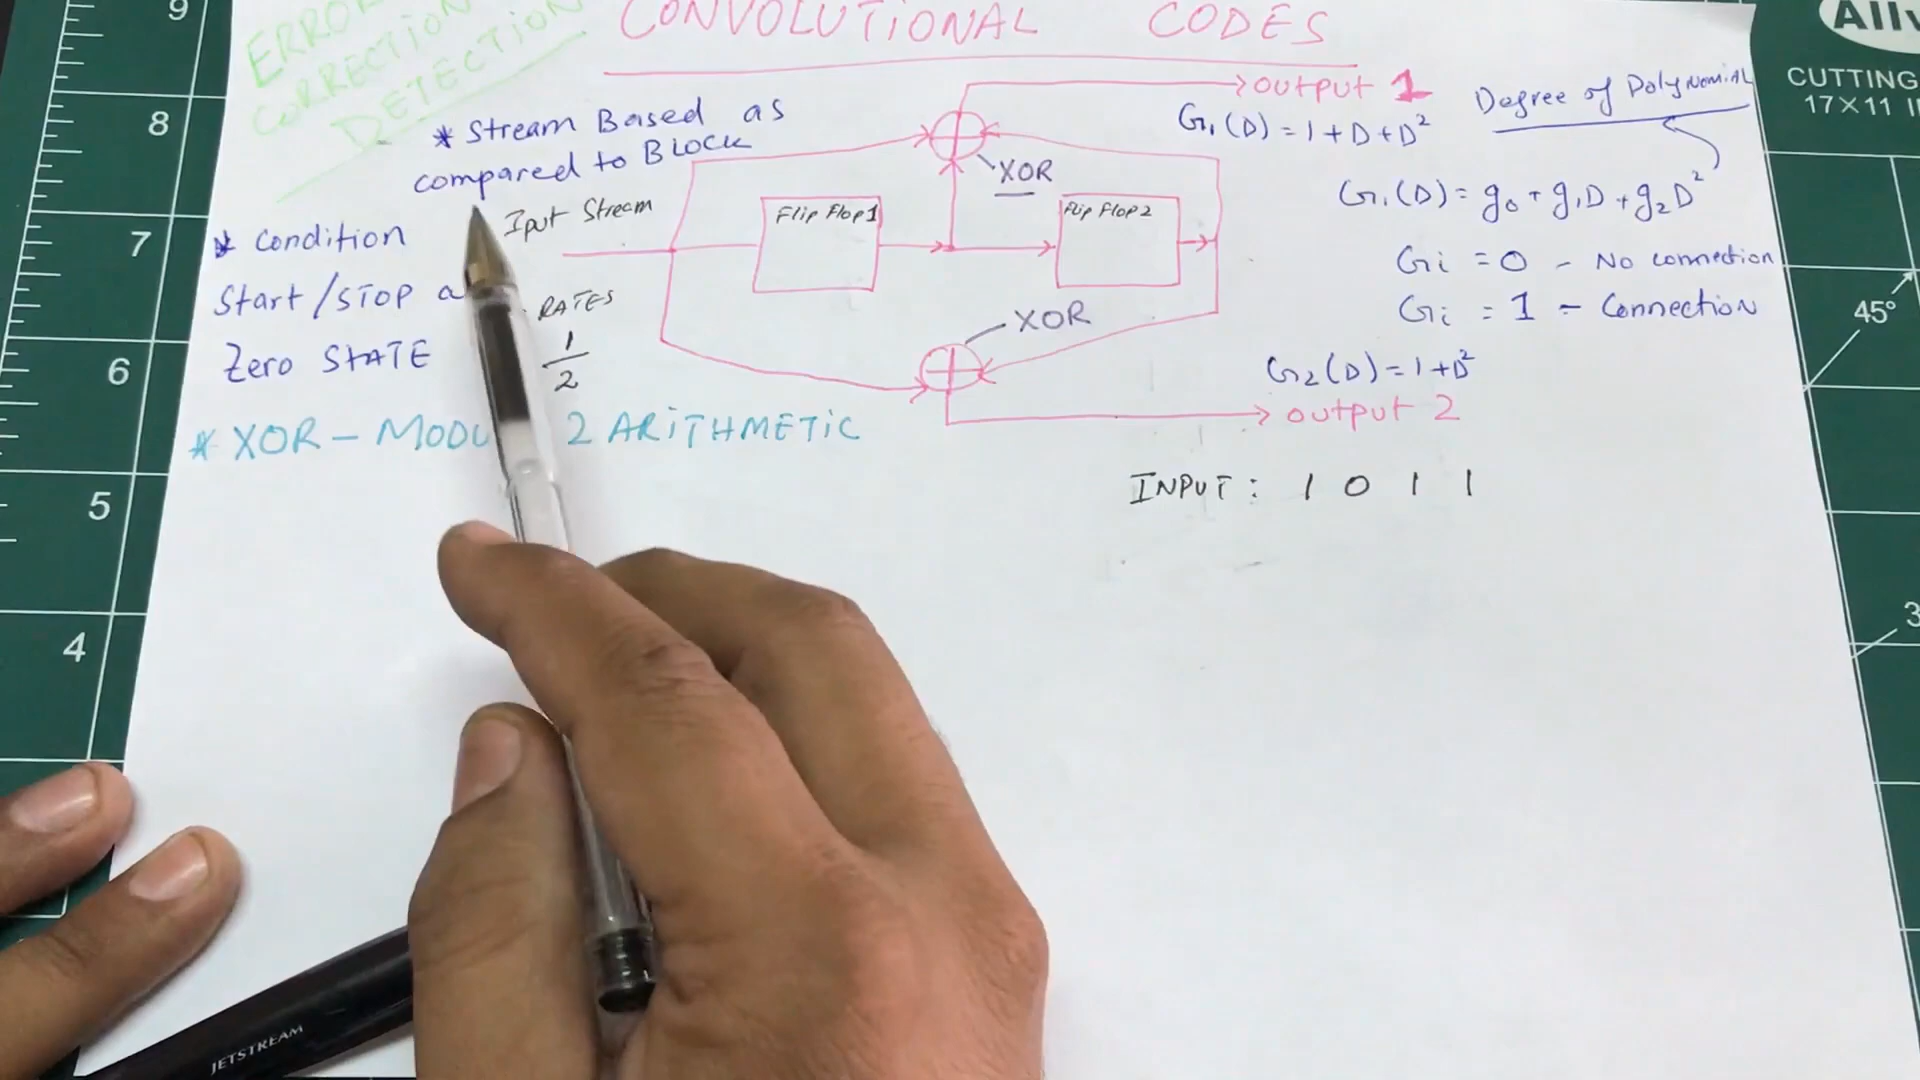 CONVOLUTIONAL CODES
ERROR
CORRECTION
DETECTION
* Stream Based as
compared to Block
* Condition
Start/STOP a
Zero STATE
* XOR - MODU 2 ARITHMETIC
Iput Stream
RATES
1
2
Flip Flop1
Flip Flop2
XOR
XOR
output 1
G1(D) = 1 + D + D²
Degree of Polynomial
G1(D) = g0 + g1D + g2D²
Gi = 0 - No connection
Gi = 1 - Connection
G2(D) = 1 + D²
output 2
INPUT: 1 0 1 1
9
8
7
6
5
4
CUTTING
17 X 11 I
45°
3
JETSTREAM